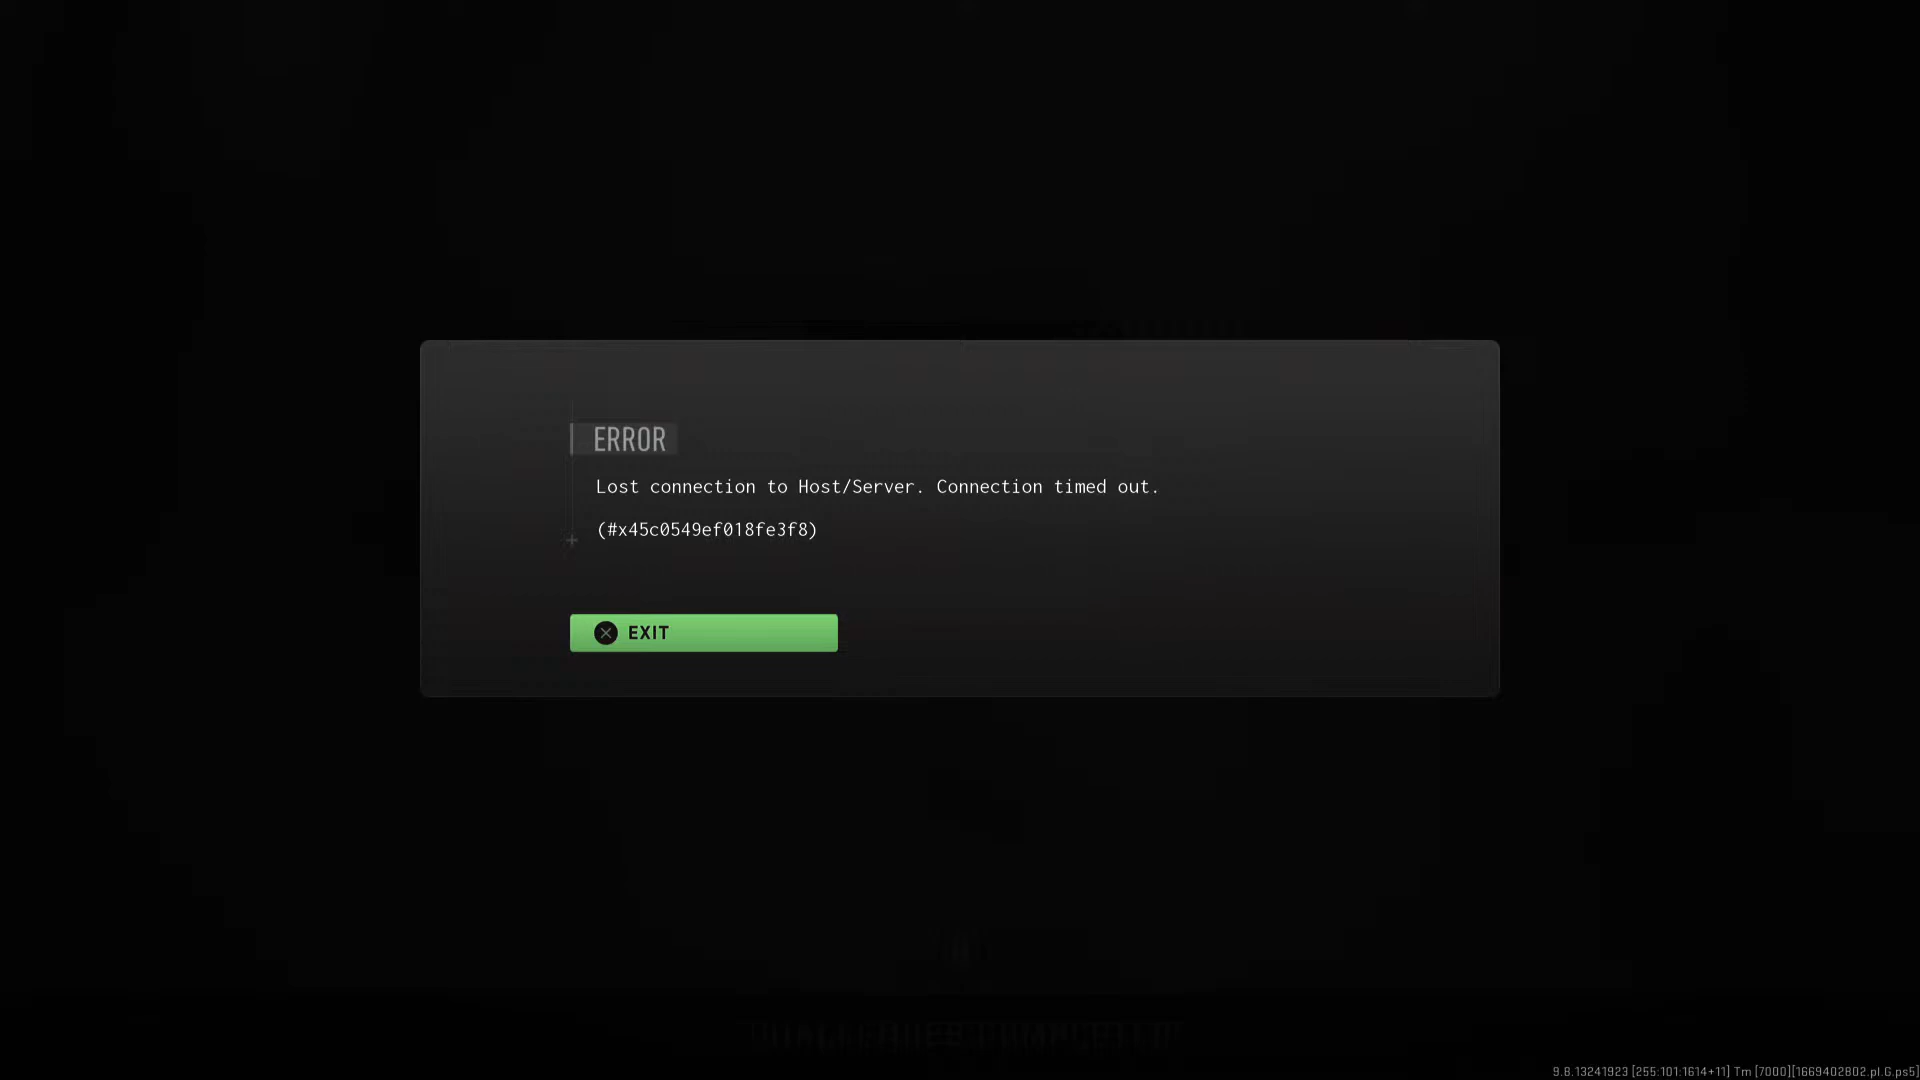 ERROR
Lost connection to Host/Server. Connection timed out.
(#x45c0549ef018fe3f8)
EXIT
9.8.13241923 [255:101:1614+11] Tm [7000][1669402802.pl.G.ps5]